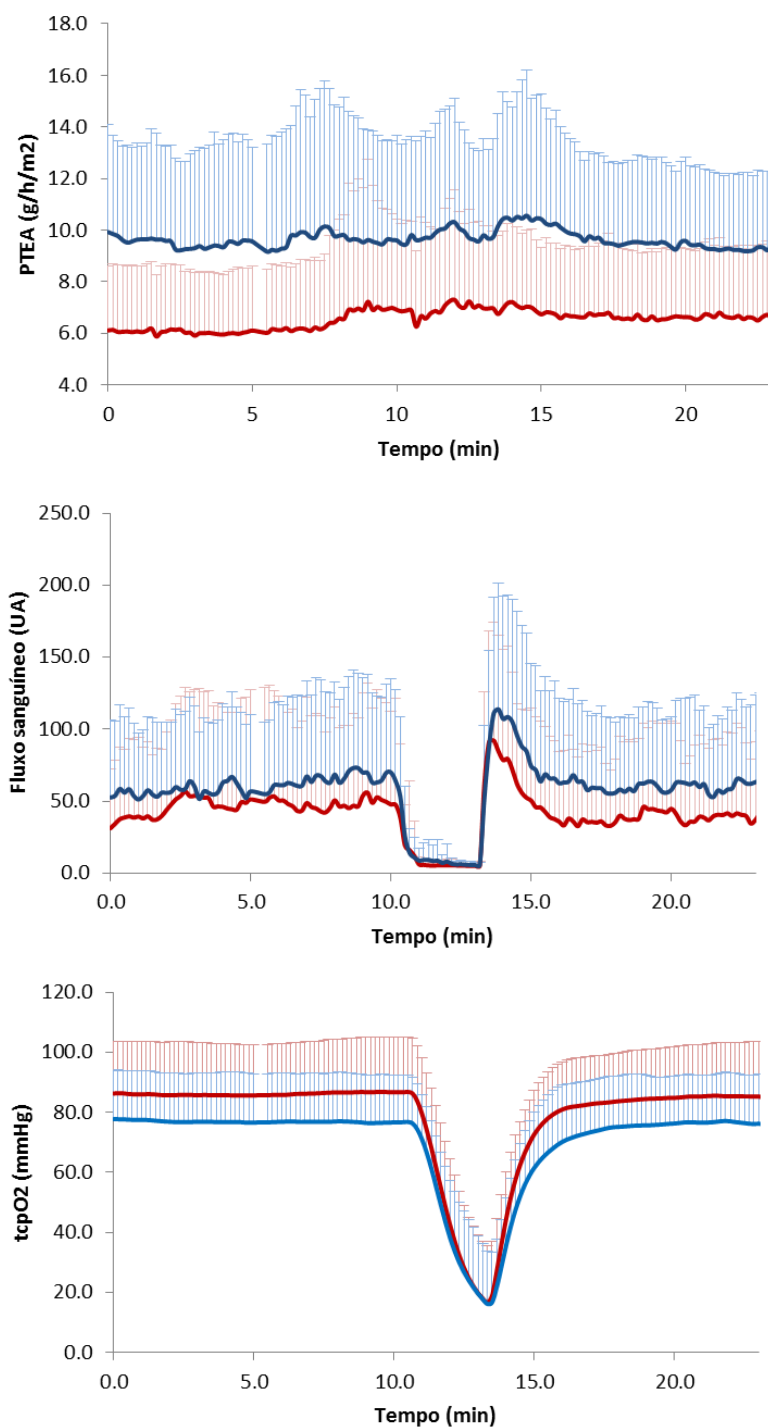 18.0
16.0
14.0
12.0
10.0
8.0
6.0
4.0
PTEA (g/h/m2)
0 5 10 15 20
Tempo (min)
250.0
200.0
150.0
100.0
50.0
0.0
Fluxo sanguíneo (UA)
0.0 5.0 10.0 15.0 20.0
Tempo (min)
120.0
100.0
80.0
60.0
40.0
20.0
0.0
tcpO2 (mmHg)
0.0 5.0 10.0 15.0 20.0
Tempo (min)